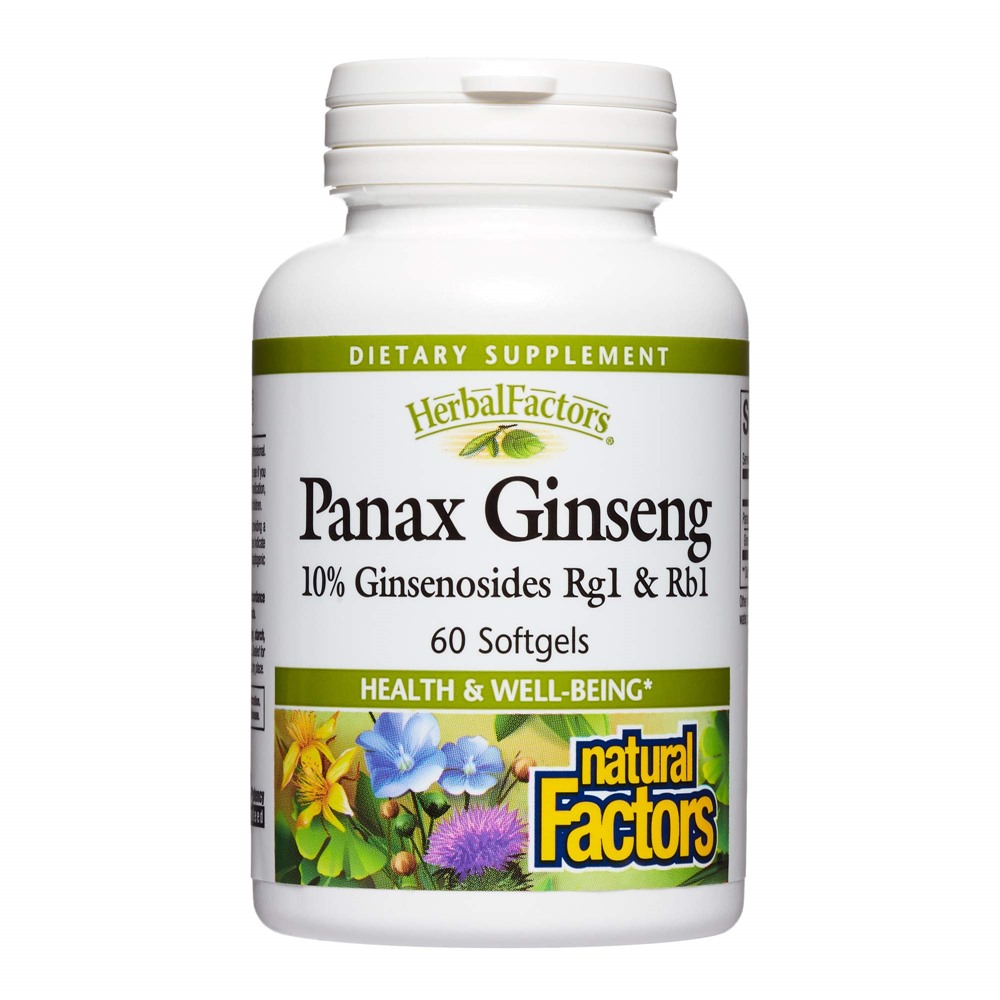 DIETARY SUPPLEMENT
HerbalFactors®
Panax Ginseng
10% Ginsenosides Rg1 & Rb1
60 Softgels
HEALTH & WELL-BEING*
natural
Factors